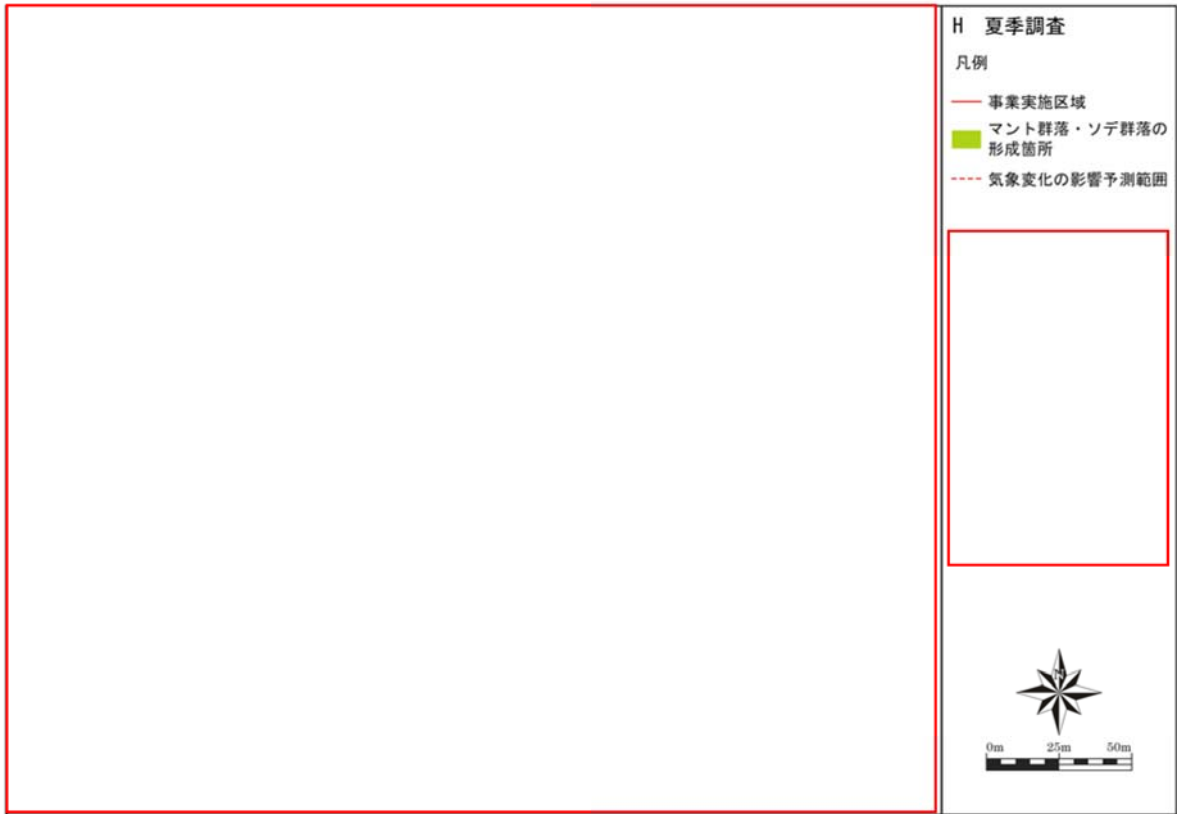 H 夏季調査
凡例
事業実施区域
マント群落・ソデ群落の
形成箇所
気象変化の影響予測範囲
N
0m 25m 50m